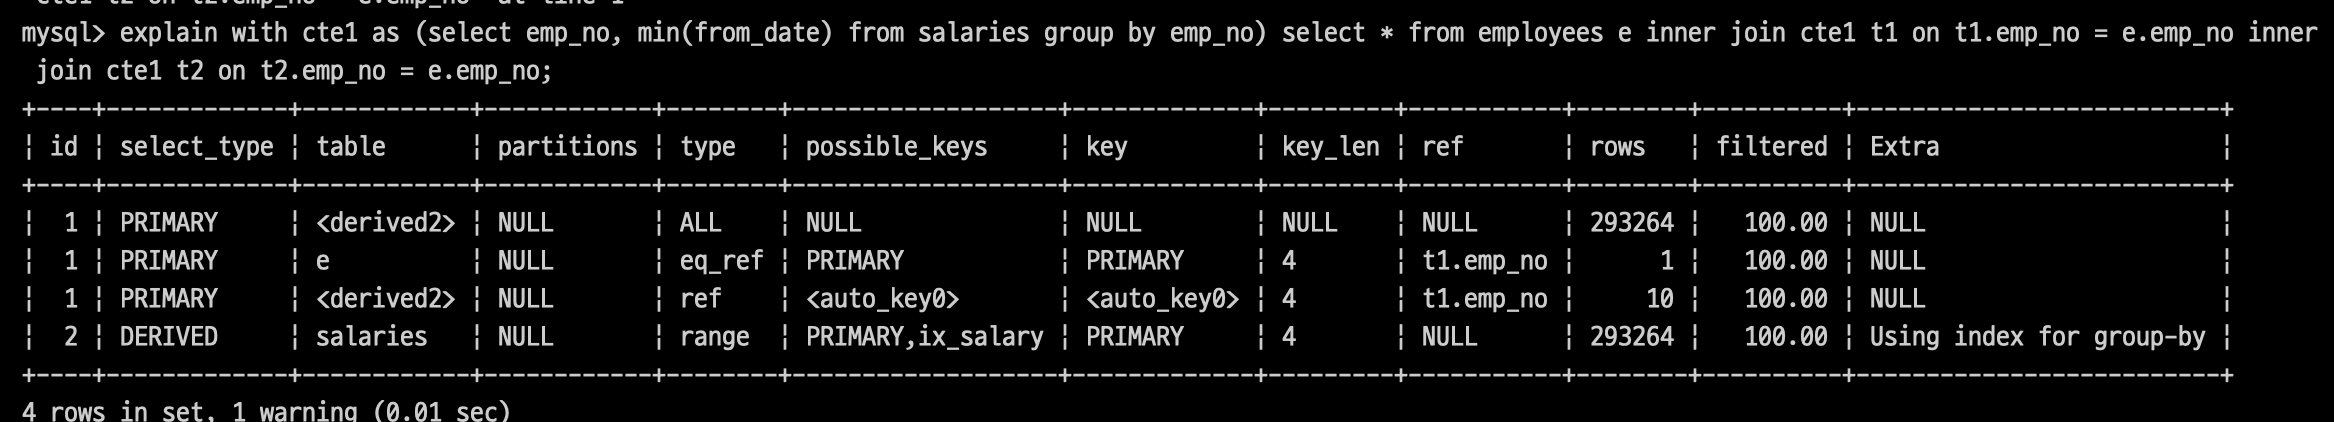 mysql> explain with cte1 as (select emp_no, min(from_date) from salaries group by emp_no) select * from employees e inner join cte1 t1 on t1.emp_no = e.emp_no inner
 join cte1 t2 on t2.emp_no = e.emp_no;
+----+-------------+------------+------------+--------+-------------------+-------------+---------+-----------+--------+----------+--------------------------+
| id | select_type | table      | partitions | type   | possible_keys     | key         | key_len | ref       | rows   | filtered | Extra                    |
+----+-------------+------------+------------+--------+-------------------+-------------+---------+-----------+--------+----------+--------------------------+
|  1 | PRIMARY     | <derived2> | NULL       | ALL    | NULL              | NULL        | NULL    | NULL      | 293264 |   100.00 | NULL                     |
|  1 | PRIMARY     | e          | NULL       | eq_ref | PRIMARY           | PRIMARY     | 4       | t1.emp_no |      1 |   100.00 | NULL                     |
|  1 | PRIMARY     | <derived2> | NULL       | ref    | <auto_key0>       | <auto_key0> | 4       | t1.emp_no |     10 |   100.00 | NULL                     |
|  2 | DERIVED     | salaries   | NULL       | range  | PRIMARY,ix_salary | PRIMARY     | 4       | NULL      | 293264 |   100.00 | Using index for group-by |
+----+-------------+------------+------------+--------+-------------------+-------------+---------+-----------+--------+----------+--------------------------+
4 rows in set, 1 warning (0.01 sec)